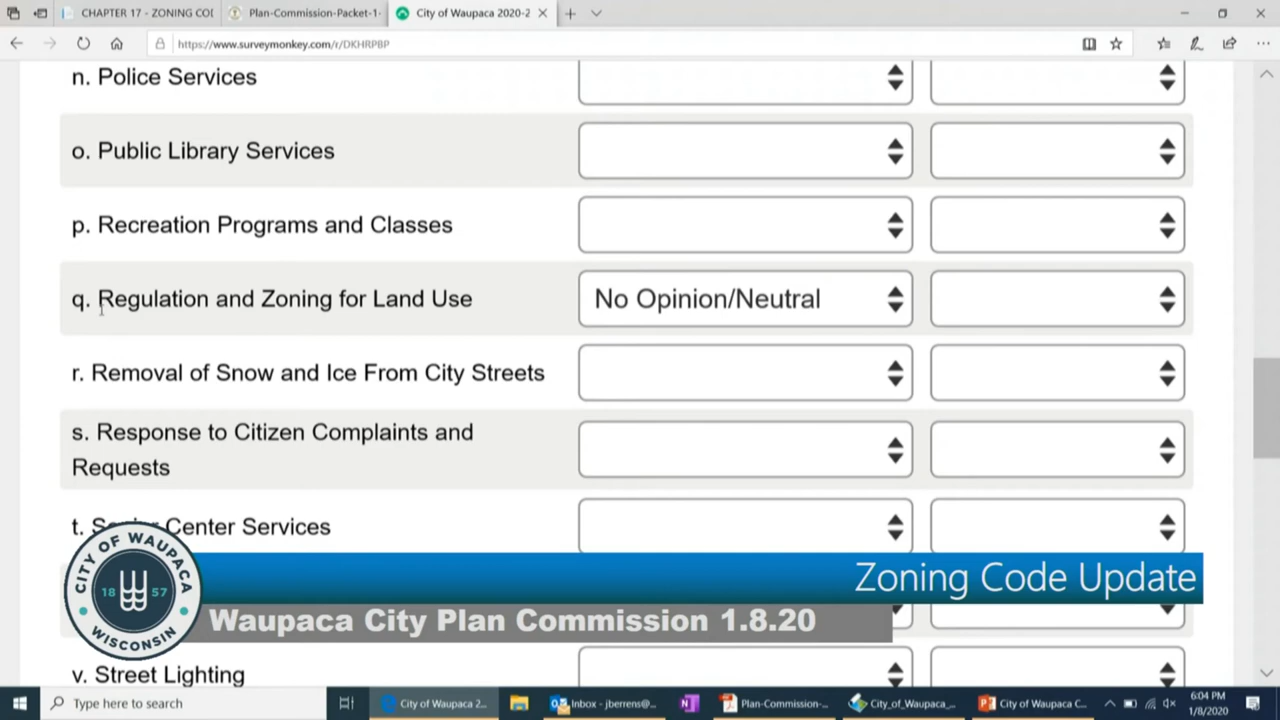 CHAPTER 17 - ZONING COD
Plan-Commission-Packet-1-
City of Waupaca 2020-2
https://www.surveymonkey.com/r/DKHRPBP
n. Police Services
o. Public Library Services
p. Recreation Programs and Classes
q. Regulation and Zoning for Land Use
No Opinion/Neutral
r. Removal of Snow and Ice From City Streets
s. Response to Citizen Complaints and
Requests
t. Senior Center Services
CITY OF WAUPACA
18 57
WISCONSIN
Zoning Code Update
Waupaca City Plan Commission 1.8.20
v. Street Lighting
Type here to search
City of Waupaca 2...
Inbox - jberrens@...
Plan-Commission-...
City_of_Waupaca_...
City of Waupaca C...
6:04 PM
1/8/2020